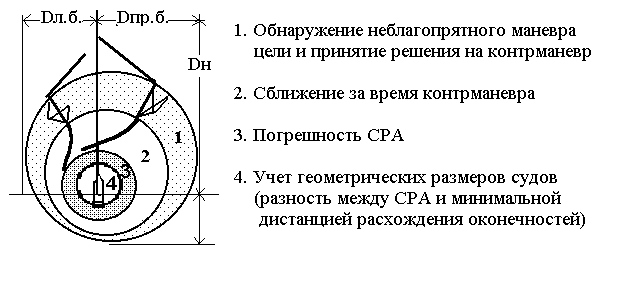 Dл.б. Dпр.б.
Dн
1
2
3
4
1. Обнаружение неблагопрятного маневра
цели и принятие решения на контрманевр
2. Сближение за время контрманевра
3. Погрешность СРА
4. Учет геометрических размеров судов
(разность между СРА и минимальной
дистанцией расхождения оконечностей)